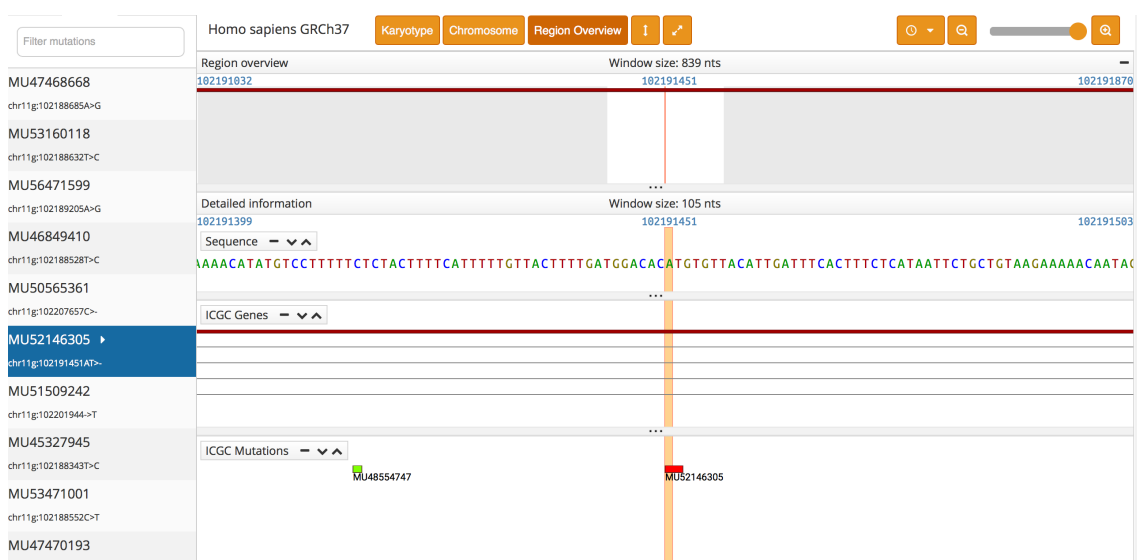 Homo sapiens GRCh37 Karyotype Chromosome Region Overview
Filter mutations
Region overview Window size: 839 nts
102191032 102191451 102191870
MU47468668
chr11g:102188685A>G
MU53160118
chr11g:102188632T>C
MU56471599
chr11g:102189205A>G
MU46849410
chr11g:102188528T>C
MU50565361
chr11g:102207657C>-
MU52146305
chr11g:102191451AT>-
MU51509242
chr11g:102201944->T
MU45327945
chr11g:102188343T>C
MU53471001
chr11g:102188552C>T
MU47470193
Detailed information Window size: 105 nts
102191399 102191451 102191503
Sequence
AAAACATATGTCCTTTTTCTCTACTTTTCATTTTTGTTACTTTTGATGGACACATGTGTTACATTGATTTCACTTTCTCATAATTCTGCTGTAAGAAAAACAATAG
ICGC Genes
ICGC Mutations
MU48554747 MU52146305